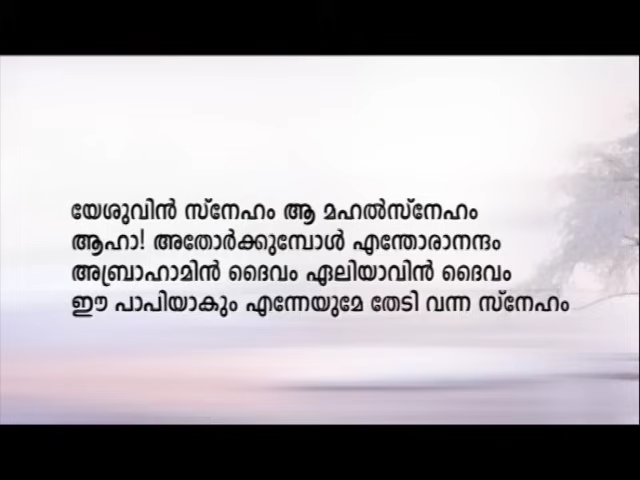 യേശുവിൻ സ്നേഹം ആ മഹൽസ്നേഹം
ആഹാ! അതോർക്കുമ്പോൾ എന്തോരാനന്ദം
അബ്രാഹാമിൻ ദൈവം ഏലിയാവിൻ ദൈവം
ഈ പാപിയാകും എന്നേയുമേ തേടി വന്ന സ്നേഹം